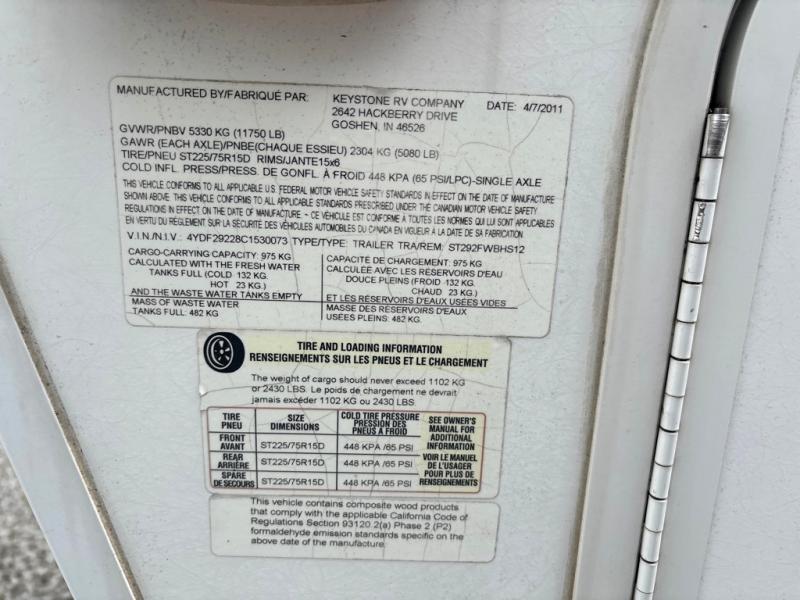 MANUFACTURED BY/FABRIQUÉ PAR: KEYSTONE RV COMPANY DATE: 4/7/2011
2642 HACKBERRY DRIVE
GOSHEN, IN 46526
GVWR/PNBV 5330 KG (11750 LB)
GAWR (EACH AXLE)/PNBE(CHAQUE ESSIEU) 2304 KG (5080 LB)
TIRE/PNEU ST225/75R15D RIMS/JANTE15x6
COLD INFL. PRESS/PRESS. DE GONFL. À FROID 448 KPA (65 PSI/LPC)-SINGLE AXLE
THIS VEHICLE CONFORMS TO ALL APPLICABLE U.S. FEDERAL MOTOR VEHICLE SAFETY STANDARDS IN EFFECT ON THE DATE OF MANUFACTURE
SHOWN ABOVE. THIS VEHICLE CONFORMS TO ALL APPLICABLE STANDARDS PRESCRIBED UNDER THE CANADIAN MOTOR VEHICLE SAFETY
REGULATIONS IN EFFECT ON THE DATE OF MANUFACTURE - CE VÉHICULE EST CONFORME À TOUTES LES NORMES QUI LUI SONT APPLICABLES
EN VERTU DU RÈGLEMENT SUR LA SÉCURITÉ DES VÉHICULES AUTOMOBILES DU CANADA EN VIGUEUR À LA DATE DE SA FABRICATION.
V.I.N./N.I.V.: 4YDF29228C1530073 TYPE/TYPE: TRAILER TRA/REM: ST292FWBHS12
CARGO-CARRYING CAPACITY: 975 KG
CALCULATED WITH THE FRESH WATER
TANKS FULL (COLD 132 KG.
HOT 23 KG.)
AND THE WASTE WATER TANKS EMPTY
MASS OF WASTE WATER
TANKS FULL: 482 KG
CAPACITÉ DE CHARGEMENT: 975 KG
CALCULÉE AVEC LES RÉSERVOIRS D'EAU
DOUCE PLEINS (FROID 132 KG.
CHAUD 23 KG.)
ET LES RÉSERVOIRS D'EAUX USÉES VIDES
MASSE DES RÉSERVOIRS D'EAUX
USÉES PLEINS: 482 KG.
TIRE AND LOADING INFORMATION
RENSEIGNEMENTS SUR LES PNEUS ET LE CHARGEMENT
The weight of cargo should never exceed 1102 KG
or 2430 LBS. Le poids de chargement ne devrait
jamais excéder 1102 KG ou 2430 LBS.
TIRE
PNEU
SIZE
DIMENSIONS
COLD TIRE PRESSURE
PRESSION DES
PNEUS À FROID
FRONT
AVANT
ST225/75R15D 448 KPA /65 PSI
REAR
ARRIÈRE
ST225/75R15D 448 KPA /65 PSI
SPARE
DE SECOURS
ST225/75R15D 448 KPA /65 PSI
SEE OWNER'S
MANUAL FOR
ADDITIONAL
INFORMATION
VOIR LE MANUEL
DE L'USAGER
POUR PLUS DE
RENSEIGNEMENTS
This vehicle contains composite wood products
that comply with the applicable California Code of
Regulations Section 93120.2(a) Phase 2 (P2)
formaldehyde emission standards specific on the
above date of the manufacture.